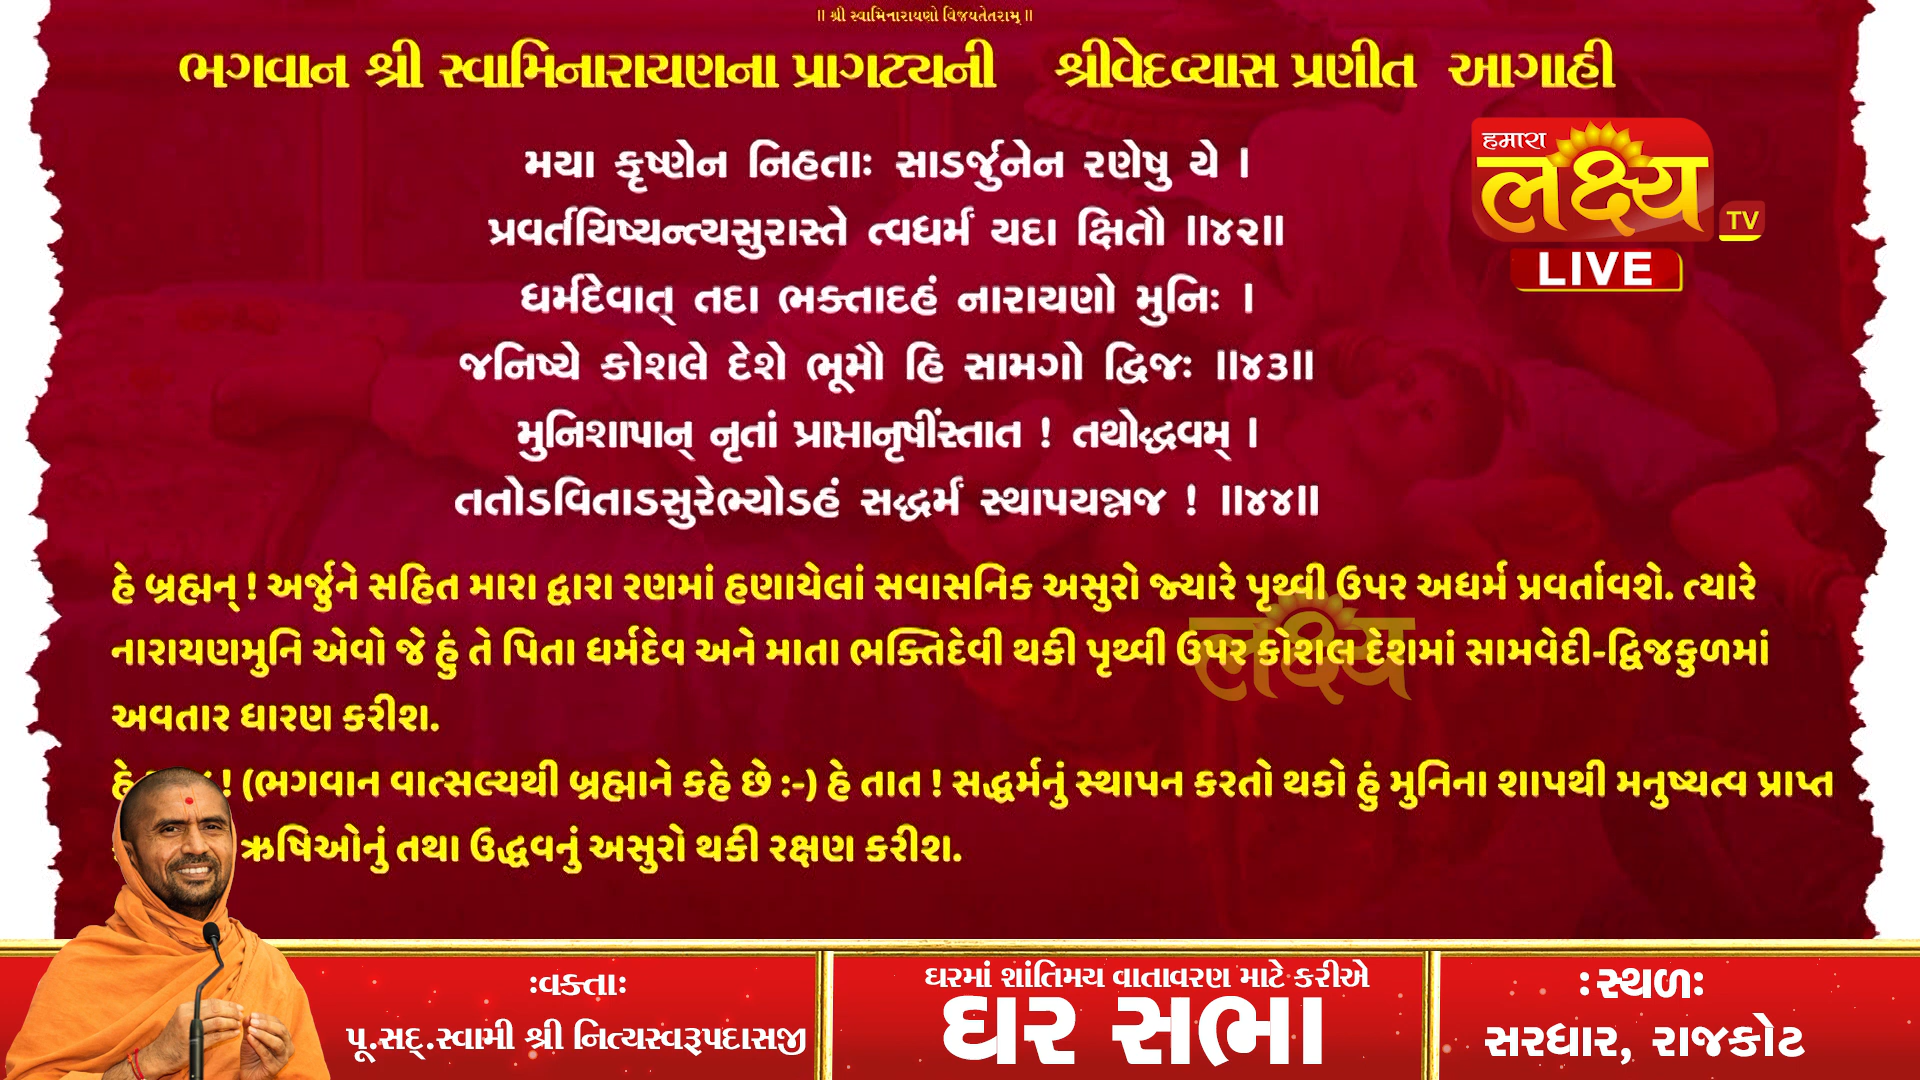 ॥ શ્રી સ્વામિનારાયણો વિજયતેતરામ્ ॥
ભગવાન શ્રી સ્વામિનારાયણના પ્રાગટ્યની શ્રીવેદવ્યાસ પ્રણીત આગાહી
મયા કૃષ્ણેન નિહતાઃ સાડર્જુનેન રણેષુ યે ।
પ્રવર્તયિષ્યન્ત્યસુરાસ્તે ત્વધર્મં યદા ક્ષિતૌ ॥૪૨॥
ધર્મદેવાત્ તદા ભક્તાદહં નારાયણો મુનિઃ ।
જનિષ્યે કોશલે દેશે ભૂમૌ હિ સામગો દ્વિજઃ ॥૪૩॥
મુનિશાપાન્ નૃતાં પ્રાપ્તાનૃષીંસ્તાત ! તથોદ્ધવમ્ ।
તતોડવિતાડસુરેભ્યોડહં સદ્ધર્મં સ્થાપયન્નજ ! ॥૪૪॥
હે બ્રહ્મન્ ! અર્જુને સહિત મારા દ્વારા રણમાં હણાયેલાં સવાસનિક અસુરો જ્યારે પૃથ્વી ઉપર અધર્મ પ્રવર્તાવશે. ત્યારે
નારાયણમુનિ એવો જે હું તે પિતા ધર્મદેવ અને માતા ભક્તિદેવી થકી પૃથ્વી ઉપર કોશલ દેશમાં સામવેદી-દ્વિજકુળમાં
અવતાર ધારણ કરીશ.
હે ! (ભગવાન વાત્સલ્યથી બ્રહ્માને કહે છે :-) હે તાત ! સદ્ધર્મનું સ્થાપન કરતો થકો હું મુનિના શાપથી મનુષ્યત્વ પ્રાપ્ત
ઋષિઓનું તથા ઉદ્ધવનું અસુરો થકી રક્ષણ કરીશ.
હમારા
લક્ષ્ય TV
LIVE
લક્ષ્ય
:વક્તાઃ
પૂ.સદ્.સ્વામી શ્રી નિત્યસ્વરૂપદાસજી
ઘરમાં શાંતિમય વાતાવરણ માટે કરીએ
ઘર સભા
:સ્થળઃ
સરધાર, રાજકોટ